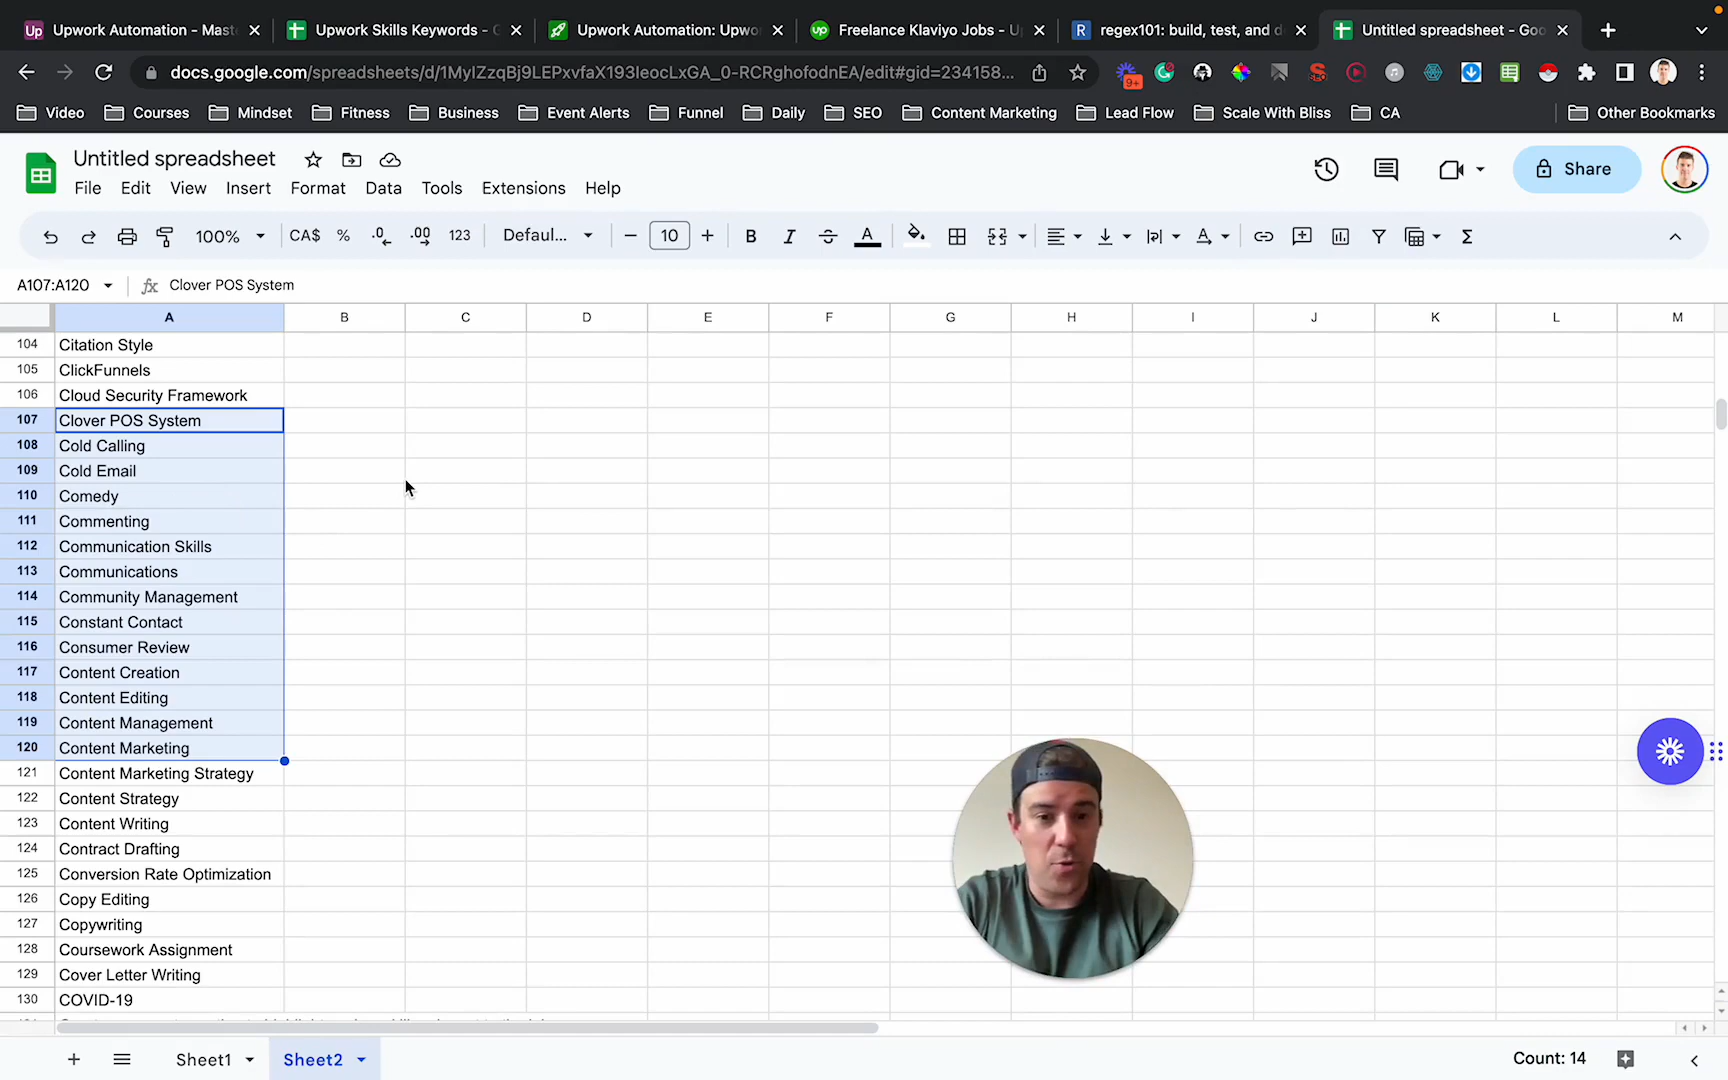 Upwork Automation - Mast
Upwork Skills Keywords - G
Upwork Automation: Upwo
Freelance Klaviyo Jobs - U
regex101: build, test, and d
Untitled spreadsheet - Goo
docs.google.com/spreadsheets/d/1MylZzqBj9LEPxvfaX193IeocLxGA_0-RCRghofodnEA/edit#gid=234158...
9+
Video
Courses
Mindset
Fitness
Business
Event Alerts
Funnel
Daily
SEO
Content Marketing
Lead Flow
Scale With Bliss
CA
Other Bookmarks
Untitled spreadsheet
File Edit View Insert Format Data Tools Extensions Help
Share
100% CA$ % .0 .00 123 Defaul... 10 B I A
A107:A120 fx Clover POS System
A B C D E F G H I J K L M
104 Citation Style
105 ClickFunnels
106 Cloud Security Framework
107 Clover POS System
108 Cold Calling
109 Cold Email
110 Comedy
111 Commenting
112 Communication Skills
113 Communications
114 Community Management
115 Constant Contact
116 Consumer Review
117 Content Creation
118 Content Editing
119 Content Management
120 Content Marketing
121 Content Marketing Strategy
122 Content Strategy
123 Content Writing
124 Contract Drafting
125 Conversion Rate Optimization
126 Copy Editing
127 Copywriting
128 Coursework Assignment
129 Cover Letter Writing
130 COVID-19
Sheet1 Sheet2 Count: 14